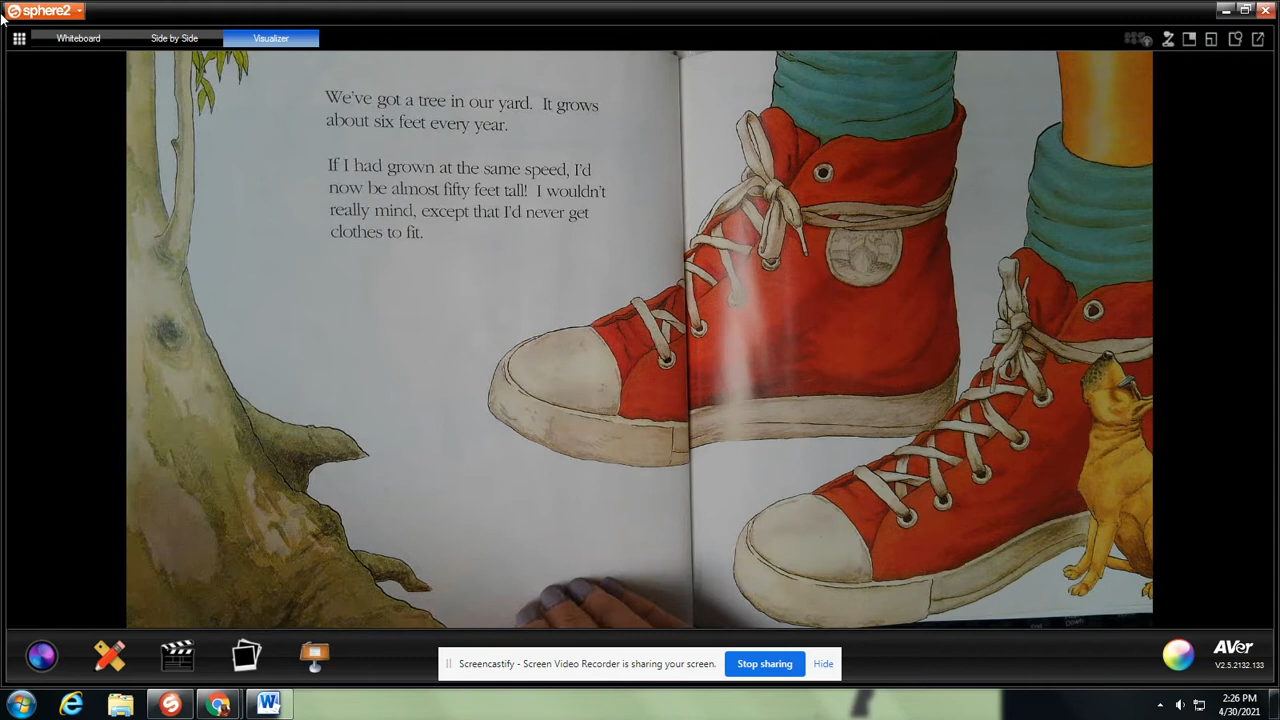 sphere2
Whiteboard
Side by Side
Visualizer
We've got a tree in our yard. It grows
about six feet every year.
If I had grown at the same speed, I'd
now be almost fifty feet tall! I wouldn't
really mind, except that I'd never get
clothes to fit.
Screencastify - Screen Video Recorder is sharing your screen.
Stop sharing
Hide
AVer
V2.5.2132.133
2:26 PM
4/30/2021